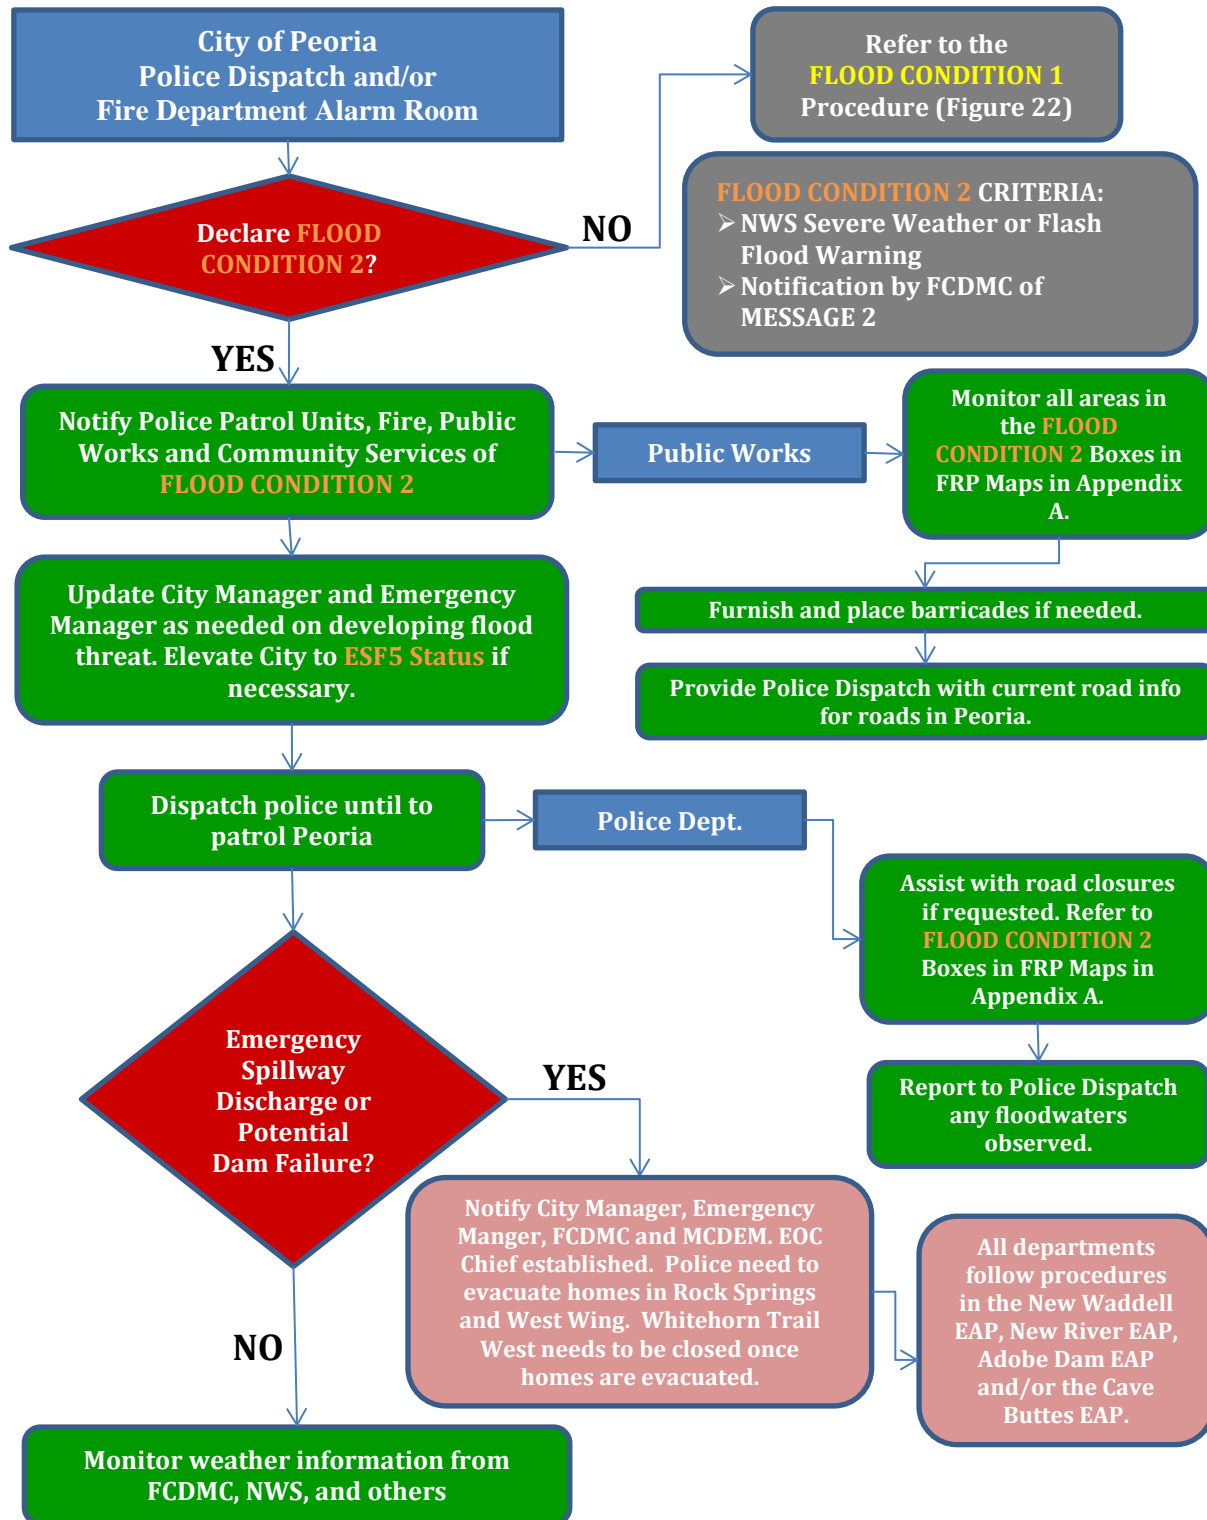 City of Peoria
Police Dispatch and/or
Fire Department Alarm Room
Refer to the
FLOOD CONDITION 1
Procedure (Figure 22)
Declare FLOOD
CONDITION 2?
NO
FLOOD CONDITION 2 CRITERIA:
➢ NWS Severe Weather or Flash
Flood Warning
➢ Notification by FCDMC of
MESSAGE 2
YES
Notify Police Patrol Units, Fire, Public
Works and Community Services of
FLOOD CONDITION 2
Public Works
Monitor all areas in
the FLOOD
CONDITION 2 Boxes in
FRP Maps in Appendix
A.
Furnish and place barricades if needed.
Provide Police Dispatch with current road info
for roads in Peoria.
Update City Manager and Emergency
Manager as needed on developing flood
threat. Elevate City to ESF5 Status if
necessary.
Dispatch police until to
patrol Peoria
Police Dept.
Assist with road closures
if requested. Refer to
FLOOD CONDITION 2
Boxes in FRP Maps in
Appendix A.
Report to Police Dispatch
any floodwaters
observed.
Emergency
Spillway
Discharge or
Potential
Dam Failure?
YES
Notify City Manager, Emergency
Manger, FCDMC and MCDEM. EOC
Chief established.  Police need to
evacuate homes in Rock Springs
and West Wing.  Whitehorn Trail
West needs to be closed once
homes are evacuated.
All departments
follow procedures
in the New Waddell
EAP, New River EAP,
Adobe Dam EAP
and/or the Cave
Buttes EAP.
NO
Monitor weather information from
FCDMC, NWS, and others